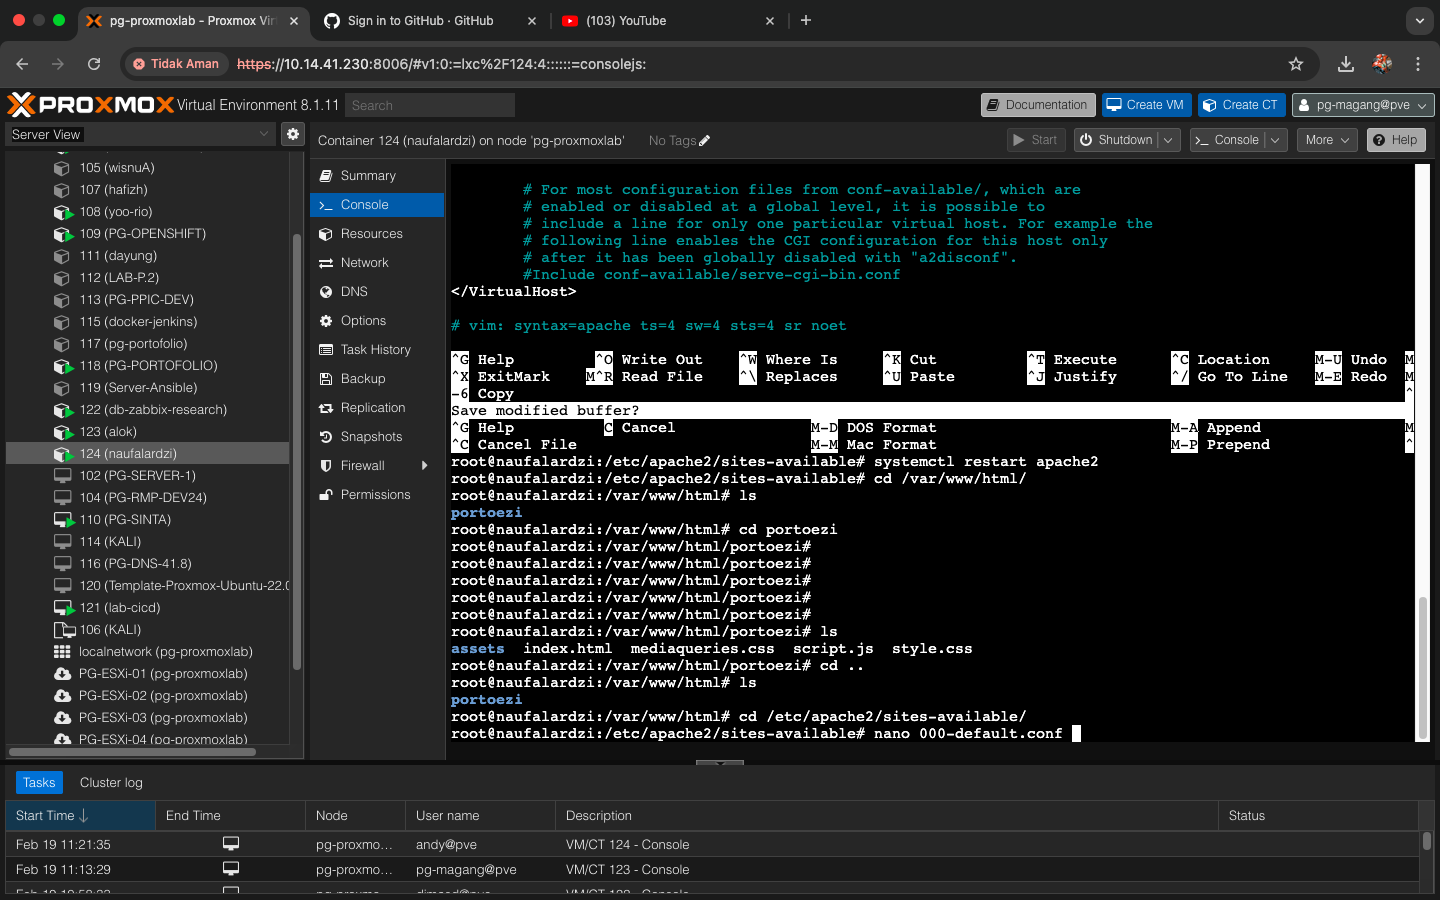 pg-proxmoxlab - Proxmox Vir
Sign in to GitHub · GitHub
(103) YouTube
Tidak Aman
https://10.14.41.230:8006/#v1:0:=lxc%2F124:4::::::=consolejs:
PROXMOX Virtual Environment 8.1.11
Search
Documentation
Create VM
Create CT
pg-magang@pve
Server View
Container 124 (naufalardzi) on node 'pg-proxmoxlab'
No Tags
Start
Shutdown
Console
More
Help
105 (wisnuA)
107 (hafizh)
108 (yoo-rio)
109 (PG-OPENSHIFT)
111 (dayung)
112 (LAB-P.2)
113 (PG-PPIC-DEV)
115 (docker-jenkins)
117 (pg-portofolio)
118 (PG-PORTOFOLIO)
119 (Server-Ansible)
122 (db-zabbix-research)
123 (alok)
124 (naufalardzi)
102 (PG-SERVER-1)
104 (PG-RMP-DEV24)
110 (PG-SINTA)
114 (KALI)
116 (PG-DNS-41.8)
120 (Template-Proxmox-Ubuntu-22.0
121 (lab-cicd)
106 (KALI)
localnetwork (pg-proxmoxlab)
PG-ESXi-01 (pg-proxmoxlab)
PG-ESXi-02 (pg-proxmoxlab)
PG-ESXi-03 (pg-proxmoxlab)
PG-ESXi-04 (pg-proxmoxlab)
Summary
Console
Resources
Network
DNS
Options
Task History
Backup
Replication
Snapshots
Firewall
Permissions
# For most configuration files from conf-available/, which are
# enabled or disabled at a global level, it is possible to
# include a line for only one particular virtual host. For example the
# following line enables the CGI configuration for this host only
# after it has been globally disabled with "a2disconf".
#Include conf-available/serve-cgi-bin.conf
</VirtualHost>
# vim: syntax=apache ts=4 sw=4 sts=4 sr noet
^G Help ^O Write Out ^W Where Is ^K Cut ^T Execute ^C Location M-U Undo M
^X ExitMark M^R Read File ^\ Replaces ^U Paste ^J Justify ^/ Go To Line M-E Redo M
-6 Copy ^
Save modified buffer?
^G Help C Cancel M-D DOS Format M-A Append M
^C Cancel File M-M Mac Format M-P Prepend ^
root@naufalardzi:/etc/apache2/sites-available# systemctl restart apache2
root@naufalardzi:/etc/apache2/sites-available# cd /var/www/html/
root@naufalardzi:/var/www/html# ls
portoezi
root@naufalardzi:/var/www/html# cd portoezi
root@naufalardzi:/var/www/html/portoezi#
root@naufalardzi:/var/www/html/portoezi#
root@naufalardzi:/var/www/html/portoezi#
root@naufalardzi:/var/www/html/portoezi#
root@naufalardzi:/var/www/html/portoezi#
root@naufalardzi:/var/www/html/portoezi# ls
assets index.html mediaqueries.css script.js style.css
root@naufalardzi:/var/www/html/portoezi# cd ..
root@naufalardzi:/var/www/html# ls
portoezi
root@naufalardzi:/var/www/html# cd /etc/apache2/sites-available/
root@naufalardzi:/etc/apache2/sites-available# nano 000-default.conf
Tasks
Cluster log
Start Time End Time Node User name Description Status
Feb 19 11:21:35 pg-proxmo... andy@pve VM/CT 124 - Console
Feb 19 11:13:29 pg-proxmo... pg-magang@pve VM/CT 123 - Console